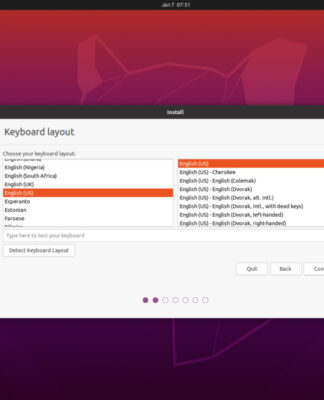 Jan 7 07:31
Install
Keyboard layout
Choose your keyboard layout:
English (Nigeria)
English (South Africa)
English (UK)
English (US)
Esperanto
Estonian
Faroese
English (US)
English (US) - Cherokee
English (US) - English (Colemak)
English (US) - English (Dvorak)
English (US) - English (Dvorak, alt. intl.)
English (US) - English (Dvorak, intl., with dead keys)
English (US) - English (Dvorak, left-handed)
English (US) - English (Dvorak, right-handed)
Type here to test your keyboard
Detect Keyboard Layout
Quit
Back
Con